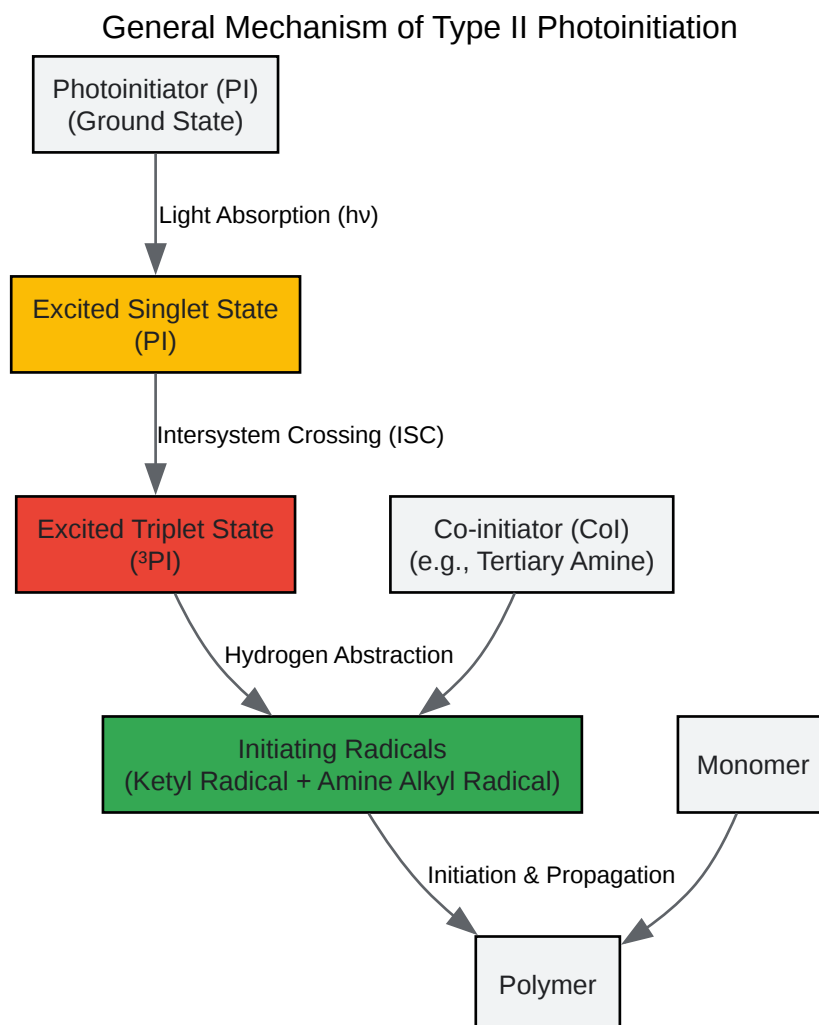 General Mechanism of Type II Photoinitiation
Photoinitiator (PI)
(Ground State)
Light Absorption (hν)
Excited Singlet State
(PI)
Intersystem Crossing (ISC)
Excited Triplet State
(³PI)
Co-initiator (CoI)
(e.g., Tertiary Amine)
Hydrogen Abstraction
Initiating Radicals
(Ketyl Radical + Amine Alkyl Radical)
Monomer
Initiation & Propagation
Polymer